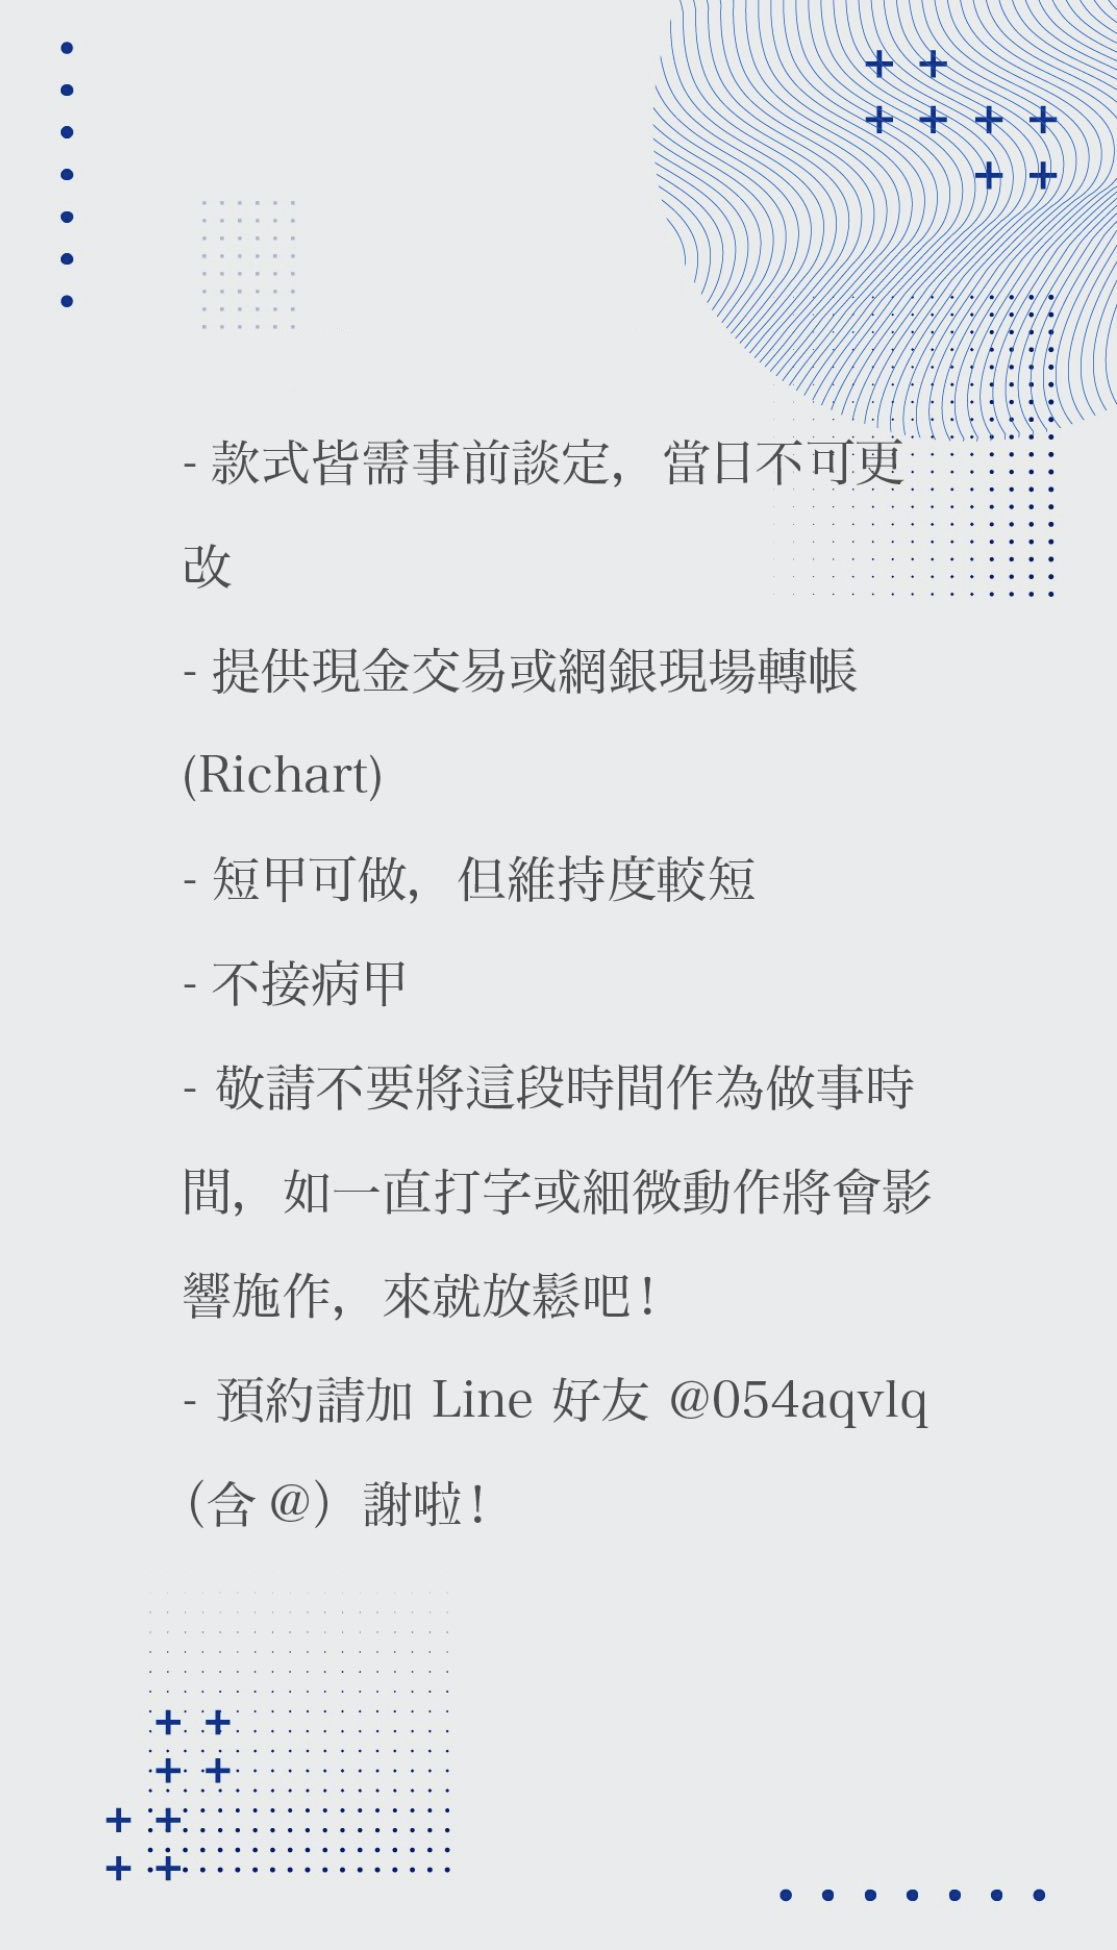 - 款式皆需事前談定，當日不可更
改
- 提供現金交易或網銀現場轉帳
(Richart)
- 短甲可做，但維持度較短
- 不接病甲
- 敬請不要將這段時間作為做事時
間，如一直打字或細微動作將會影
響施作，來就放鬆吧！
- 預約請加 Line 好友 @054aqvlq
（含 @）謝啦！